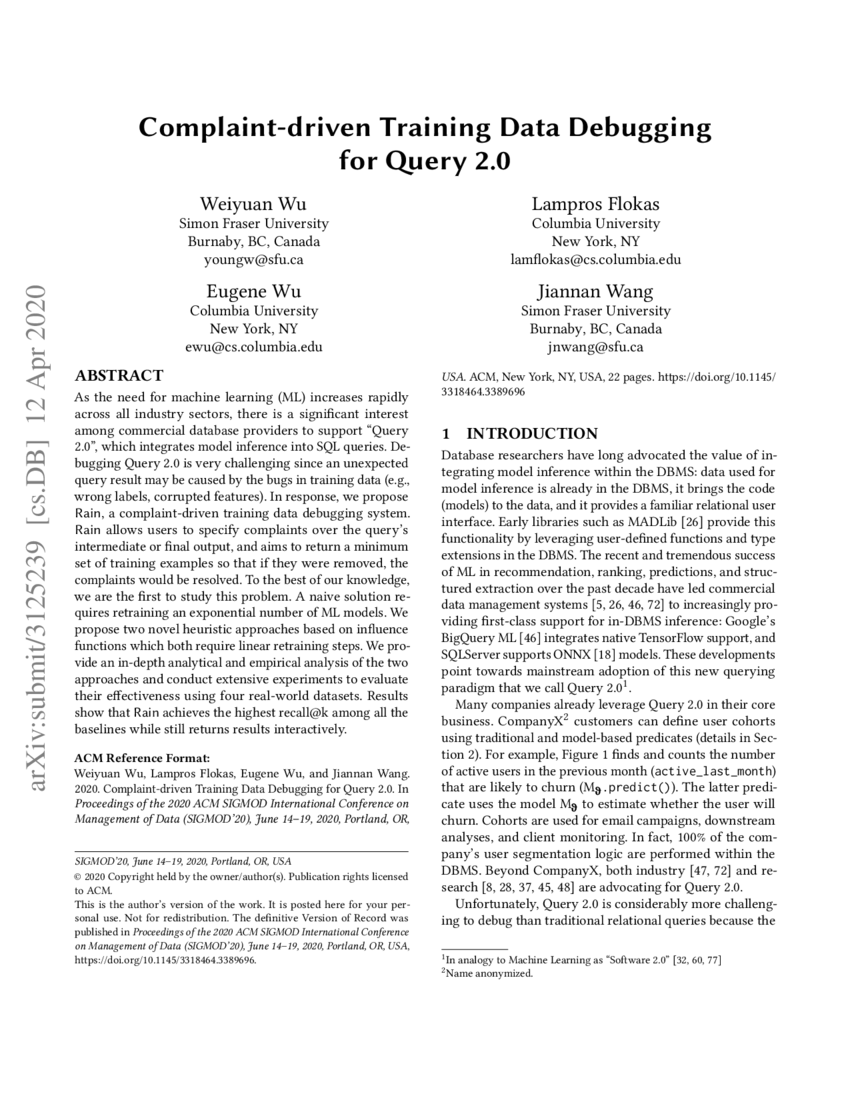 Complaint-driven Training Data Debugging
for Query 2.0
Weiyuan Wu
Simon Fraser University
Burnaby, BC, Canada
youngw@sfu.ca
Lampros Flokas
Columbia University
New York, NY
lamflokas@cs.columbia.edu
Eugene Wu
Columbia University
New York, NY
ewu@cs.columbia.edu
Jiannan Wang
Simon Fraser University
Burnaby, BC, Canada
jnwang@sfu.ca
arXiv:submit/3125239 [cs.DB] 12 Apr 2020
ABSTRACT
As the need for machine learning (ML) increases rapidly
across all industry sectors, there is a significant interest
among commercial database providers to support “Query
2.0”, which integrates model inference into SQL queries. De-
bugging Query 2.0 is very challenging since an unexpected
query result may be caused by the bugs in training data (e.g.,
wrong labels, corrupted features). In response, we propose
Rain, a complaint-driven training data debugging system.
Rain allows users to specify complaints over the query’s
intermediate or final output, and aims to return a minimum
set of training examples so that if they were removed, the
complaints would be resolved. To the best of our knowledge,
we are the first to study this problem. A naive solution re-
quires retraining an exponential number of ML models. We
propose two novel heuristic approaches based on influence
functions which both require linear retraining steps. We pro-
vide an in-depth analytical and empirical analysis of the two
approaches and conduct extensive experiments to evaluate
their effectiveness using four real-world datasets. Results
show that Rain achieves the highest recall@k among all the
baselines while still returns results interactively.
ACM Reference Format:
Weiyuan Wu, Lampros Flokas, Eugene Wu, and Jiannan Wang.
2020. Complaint-driven Training Data Debugging for Query 2.0. In
Proceedings of the 2020 ACM SIGMOD International Conference on
Management of Data (SIGMOD’20), June 14–19, 2020, Portland, OR,
SIGMOD’20, June 14–19, 2020, Portland, OR, USA
© 2020 Copyright held by the owner/author(s). Publication rights licensed
to ACM.
This is the author’s version of the work. It is posted here for your per-
sonal use. Not for redistribution. The definitive Version of Record was
published in Proceedings of the 2020 ACM SIGMOD International Conference
on Management of Data (SIGMOD’20), June 14–19, 2020, Portland, OR, USA,
https://doi.org/10.1145/3318464.3389696.
USA. ACM, New York, NY, USA, 22 pages. https://doi.org/10.1145/
3318464.3389696
1 INTRODUCTION
Database researchers have long advocated the value of in-
tegrating model inference within the DBMS: data used for
model inference is already in the DBMS, it brings the code
(models) to the data, and it provides a familiar relational user
interface. Early libraries such as MADLib [26] provide this
functionality by leveraging user-defined functions and type
extensions in the DBMS. The recent and tremendous success
of ML in recommendation, ranking, predictions, and struc-
tured extraction over the past decade have led commercial
data management systems [5, 26, 46, 72] to increasingly pro-
viding first-class support for in-DBMS inference: Google’s
BigQuery ML [46] integrates native TensorFlow support, and
SQLServer supports ONNX [18] models. These developments
point towards mainstream adoption of this new querying
paradigm that we call Query 2.0¹.
Many companies already leverage Query 2.0 in their core
business. CompanyX² customers can define user cohorts
using traditional and model-based predicates (details in Sec-
tion 2). For example, Figure 1 finds and counts the number
of active users in the previous month (active_last_month)
that are likely to churn (Mϑ.predict()). The latter predi-
cate uses the model Mϑ to estimate whether the user will
churn. Cohorts are used for email campaigns, downstream
analyses, and client monitoring. In fact, 100% of the com-
pany’s user segmentation logic are performed within the
DBMS. Beyond CompanyX, both industry [47, 72] and re-
search [8, 28, 37, 45, 48] are advocating for Query 2.0.
Unfortunately, Query 2.0 is considerably more challeng-
ing to debug than traditional relational queries because the
¹In analogy to Machine Learning as “Software 2.0” [32, 60, 77]
²Name anonymized.